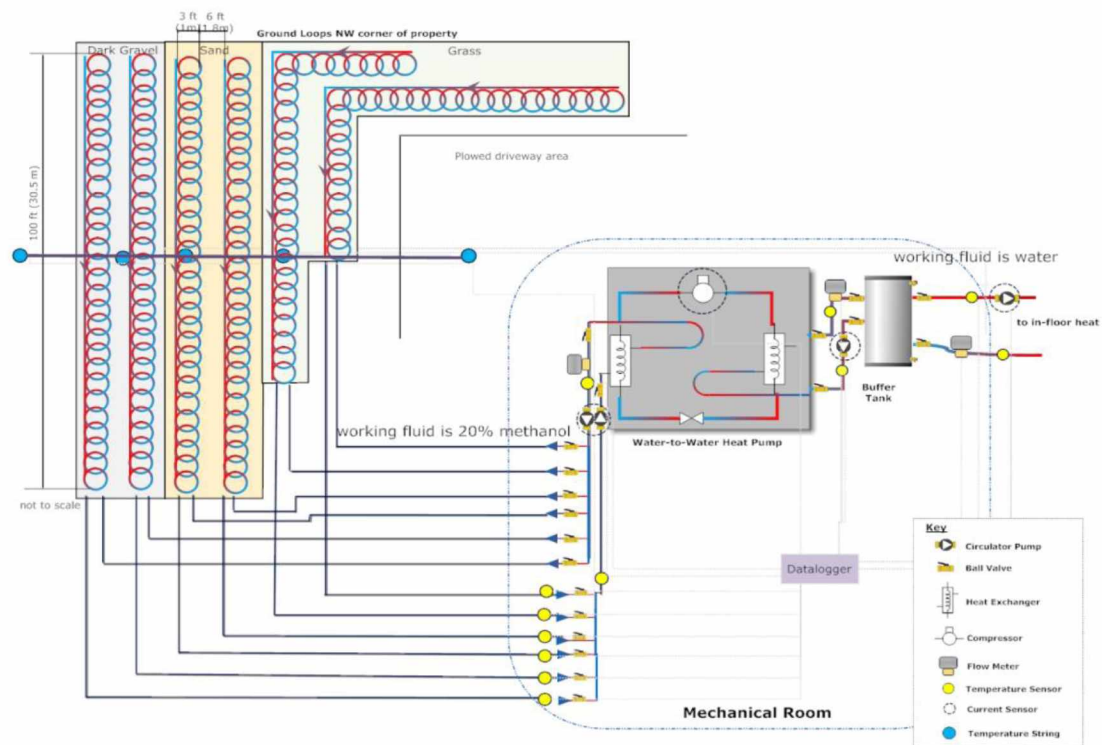 3 ft 6 ft
(1m) (1.8m)
Ground Loops NW corner of property
Dark Gravel
Sand
Grass
100 ft (30.5 m)
Plowed driveway area
not to scale
working fluid is water
to in-floor heat
Buffer
Tank
working fluid is 20% methanol
Water-to-Water Heat Pump
Datalogger
Mechanical Room
Key
Circulator Pump
Ball Valve
Heat Exchanger
Compressor
Flow Meter
Temperature Sensor
Current Sensor
Temperature String